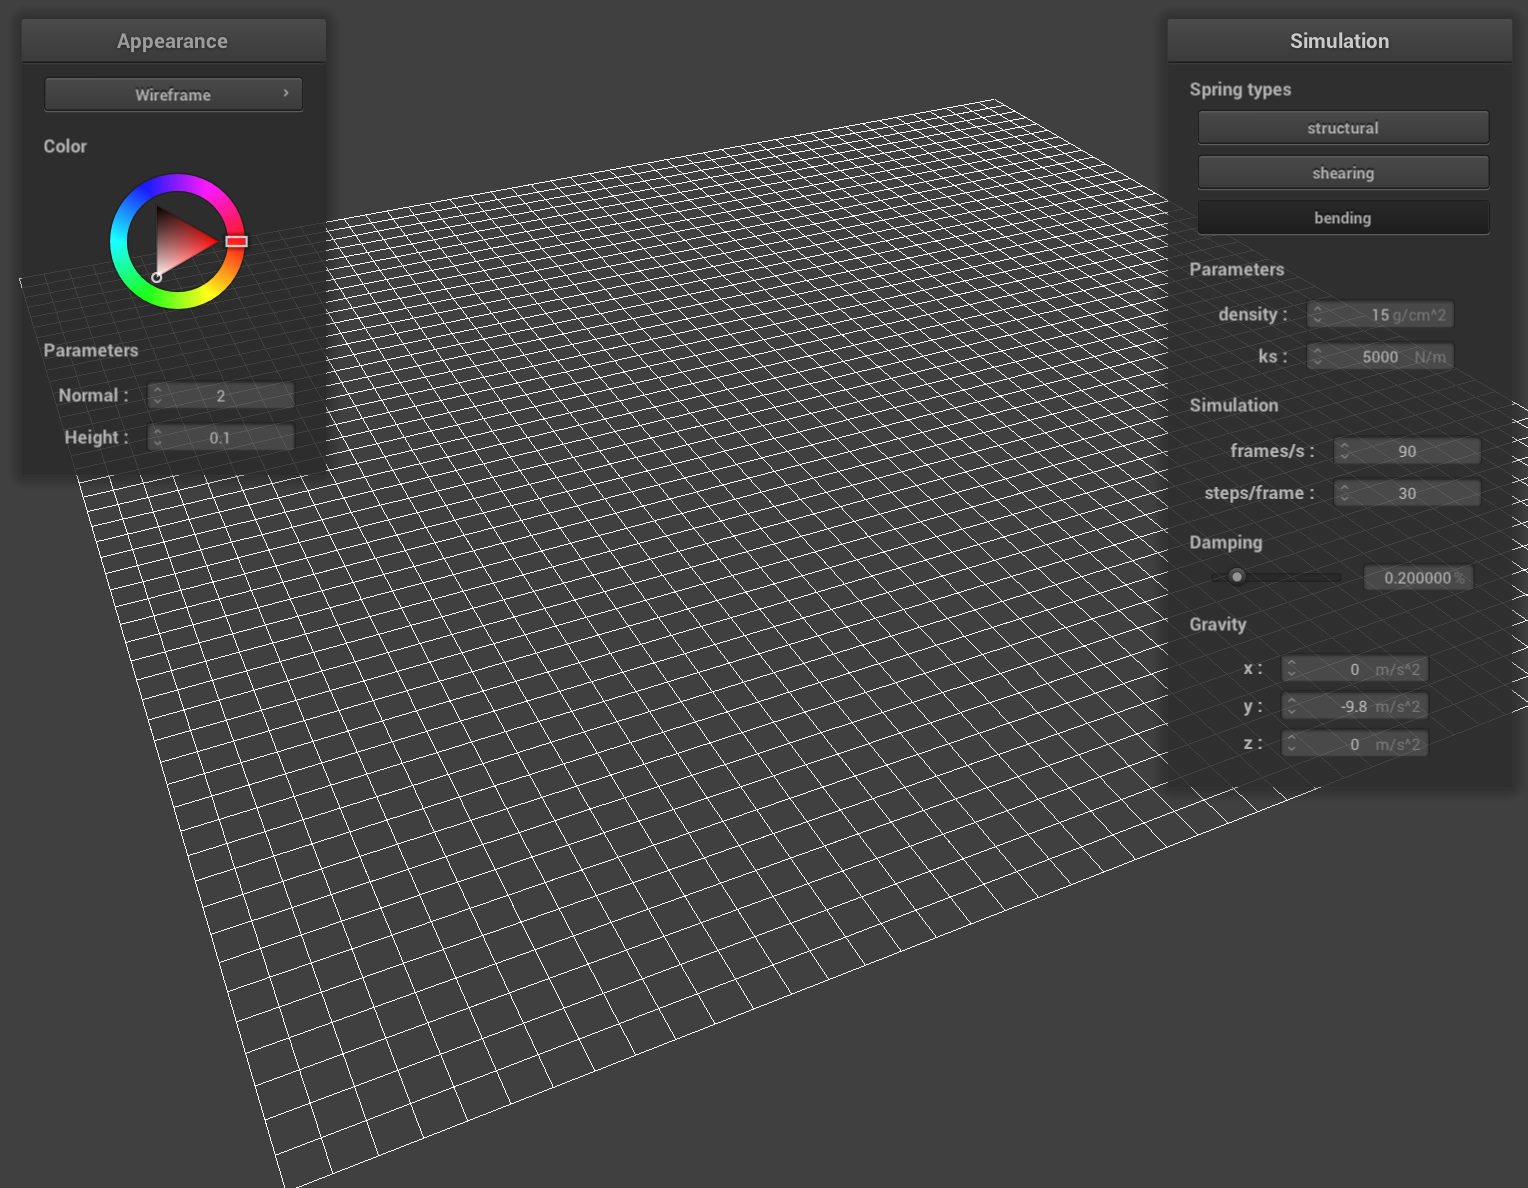 Appearance
Wireframe
Color
Parameters
Normal : 2
Height : 0.1
Simulation
Spring types
structural
shearing
bending
Parameters
density : 15 g/cm^2
ks : 5000 N/m
Simulation
frames/s : 90
steps/frame : 30
Damping
0.200000 %
Gravity
x : 0 m/s^2
y : -9.8 m/s^2
z : 0 m/s^2